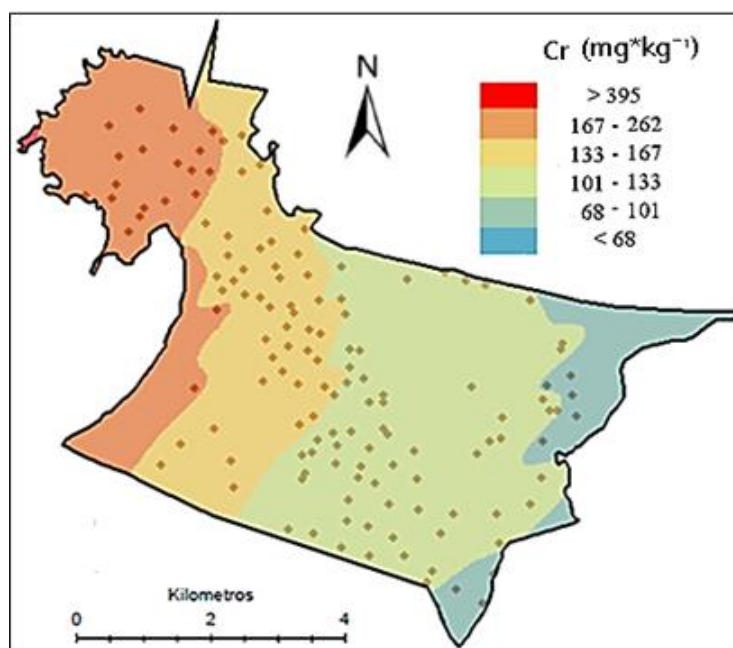 Cr (mg*kg⁻¹)
N
> 395
167 - 262
133 - 167
101 - 133
68 - 101
< 68
Kilometros
0 2 4